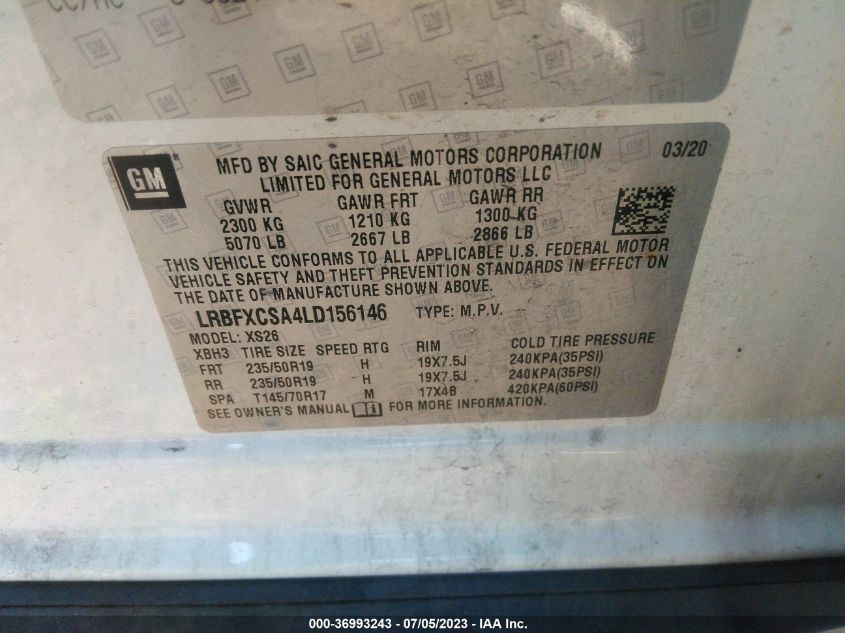 GM
MFD BY SAIC GENERAL MOTORS CORPORATION 03/20
LIMITED FOR GENERAL MOTORS LLC
GVWR GAWR FRT GAWR RR
2300 KG 1210 KG 1300 KG
5070 LB 2667 LB 2866 LB
THIS VEHICLE CONFORMS TO ALL APPLICABLE U.S. FEDERAL MOTOR
VEHICLE SAFETY AND THEFT PREVENTION STANDARDS IN EFFECT ON
THE DATE OF MANUFACTURE SHOWN ABOVE.
LRBFXCSA4LD156146 TYPE: M.P.V.
MODEL: XS26
XBH3 TIRE SIZE SPEED RTG RIM COLD TIRE PRESSURE
FRT 235/50R19 H 19X7.5J 240KPA(35PSI)
RR 235/50R19 H 19X7.5J 240KPA(35PSI)
SPA T145/70R17 M 17X4B 420KPA(60PSI)
SEE OWNER'S MANUAL FOR MORE INFORMATION.
000-36993243 - 07/05/2023 - IAA Inc.